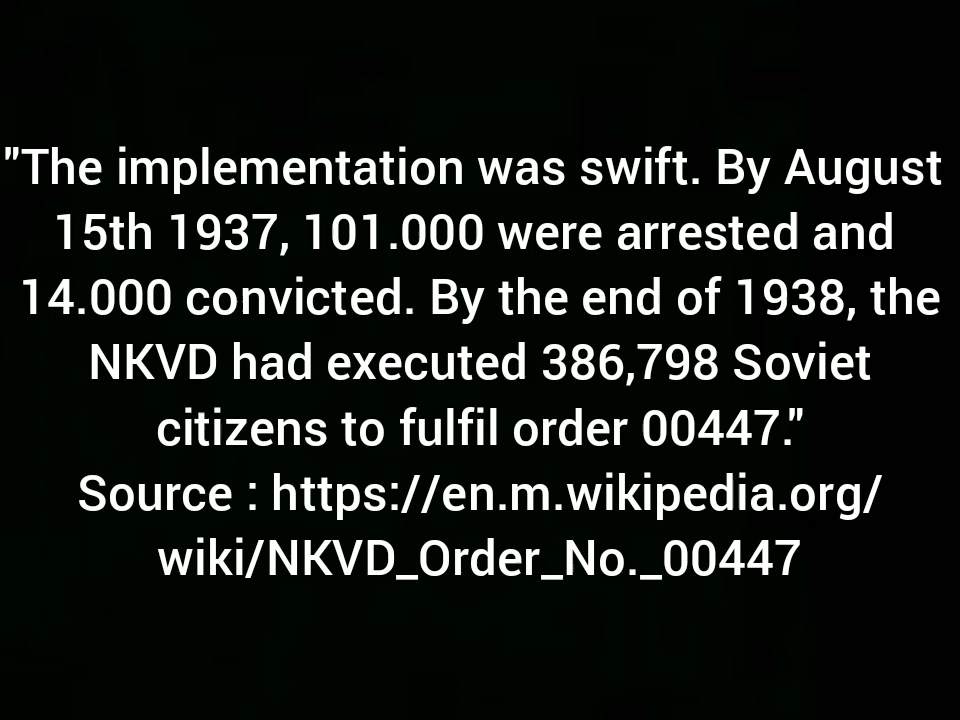 "The implementation was swift. By August
15th 1937, 101.000 were arrested and
14.000 convicted. By the end of 1938, the
NKVD had executed 386,798 Soviet
citizens to fulfil order 00447."
Source : https://en.m.wikipedia.org/
wiki/NKVD_Order_No._00447